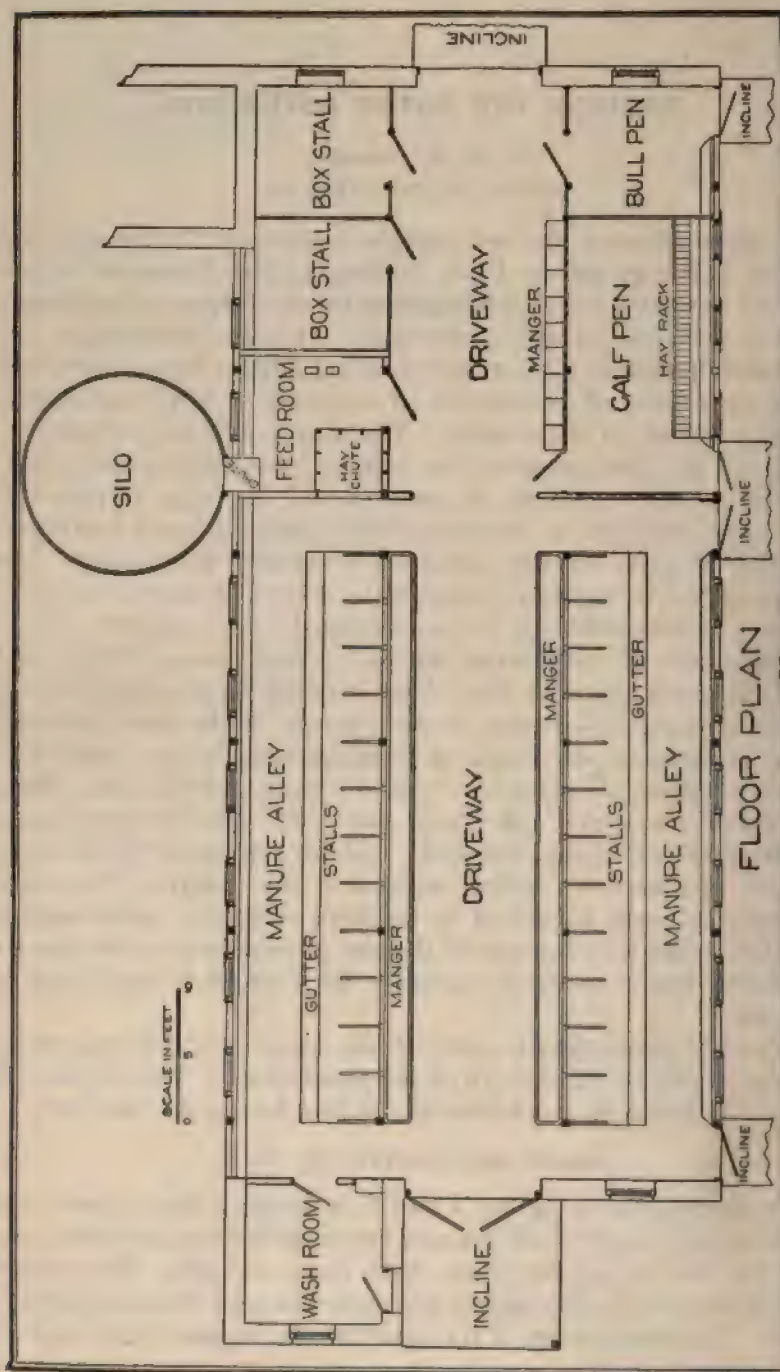 SILO
CHUTE
INCLINE
BOX STALL
BOX STALL
FEED ROOM
HAY
CHUTE
DRIVEWAY
MANGER
BULL PEN
CALF PEN
HAY RACK
INCLINE
INCLINE
SCALE IN FEET
0 5 10
MANURE ALLEY
GUTTER
STALLS
MANGER
DRIVEWAY
MANGER
STALLS
GUTTER
MANURE ALLEY
WASH ROOM
INCLINE
INCLINE
FLOOR PLAN